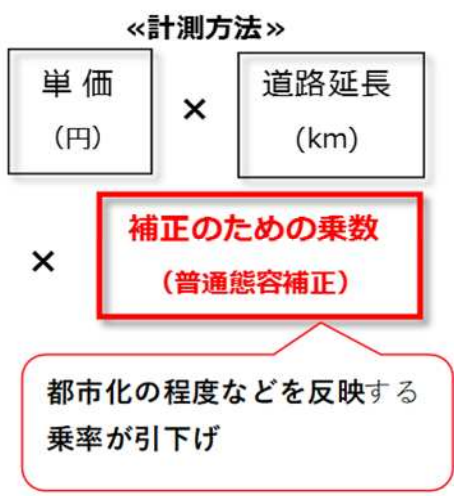 ≪計測方法≫
単価
（円）
×
道路延長
(km)
×
補正のための乗数
（普通態容補正）
都市化の程度などを反映する
乗率が引下げ